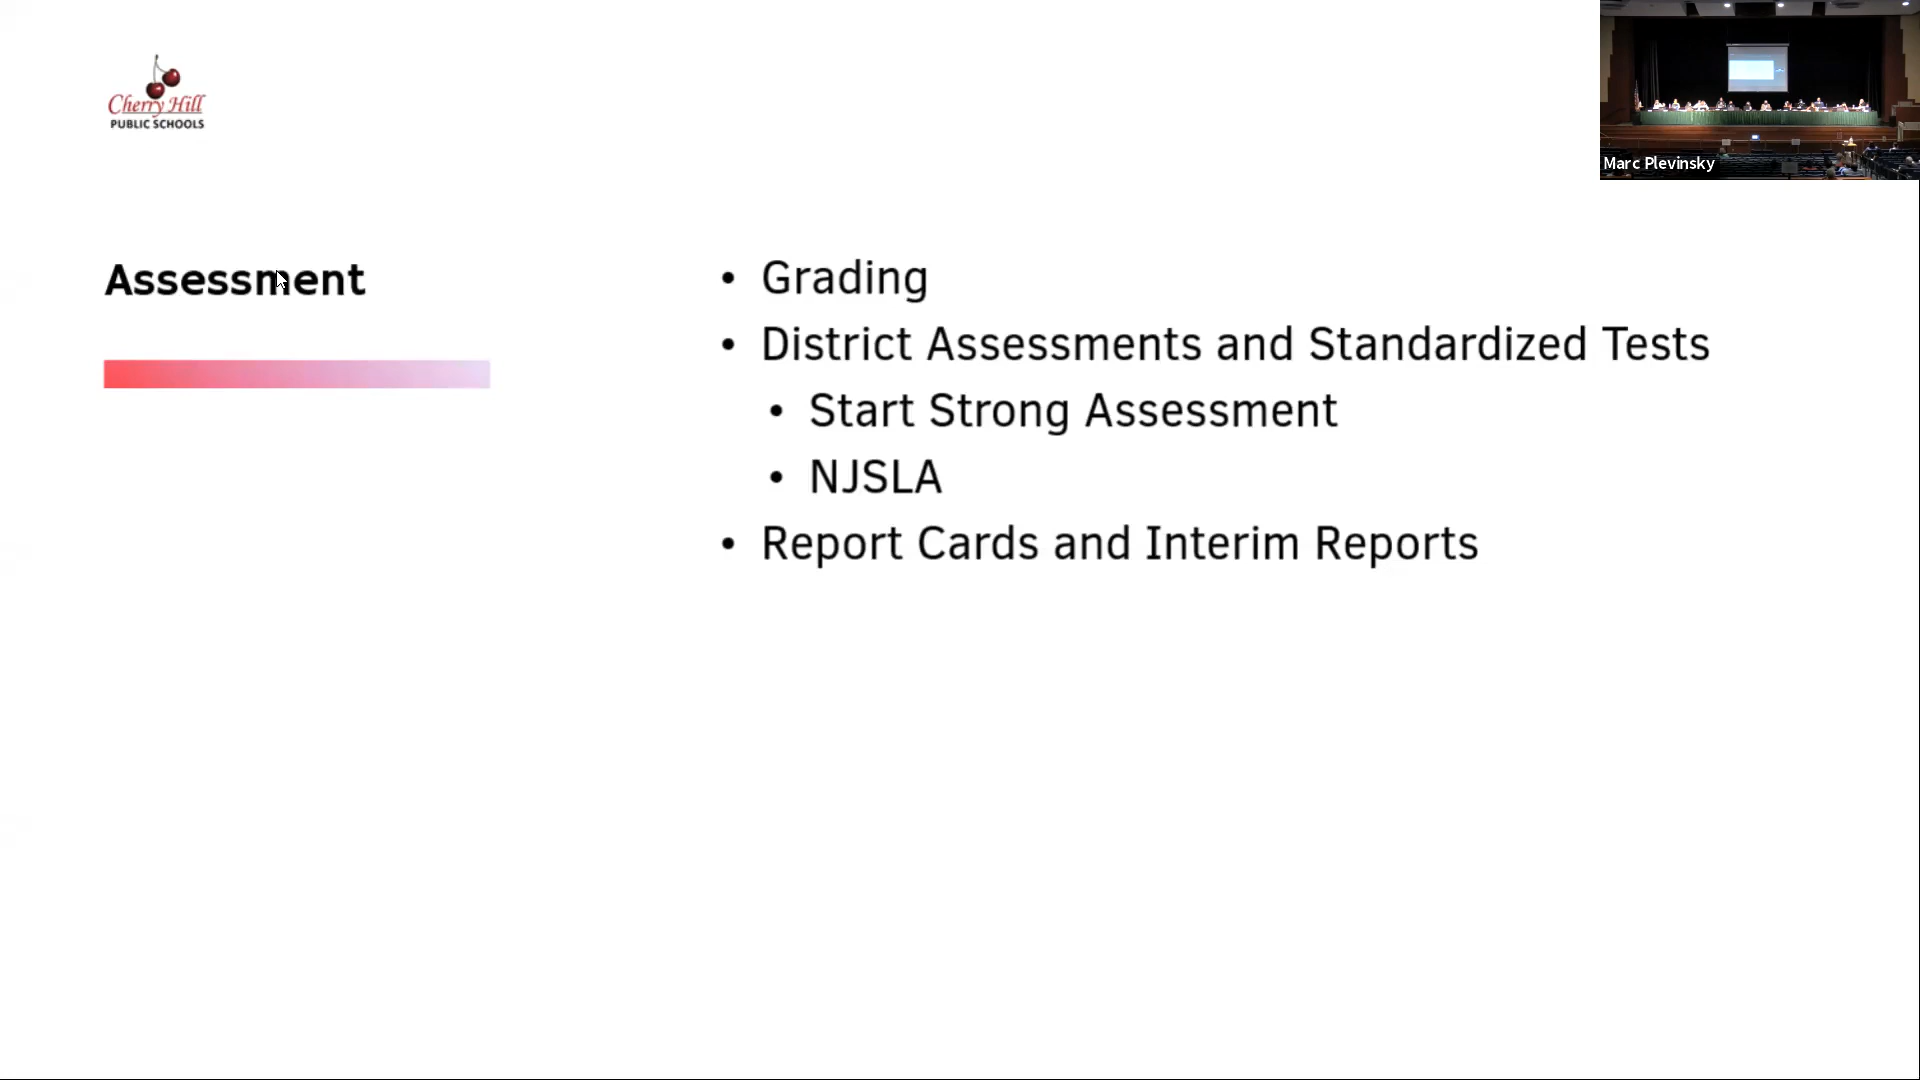 Cherry Hill
PUBLIC SCHOOLS
Marc Plevinsky
Assessment
• Grading
• District Assessments and Standardized Tests
• Start Strong Assessment
• NJSLA
• Report Cards and Interim Reports